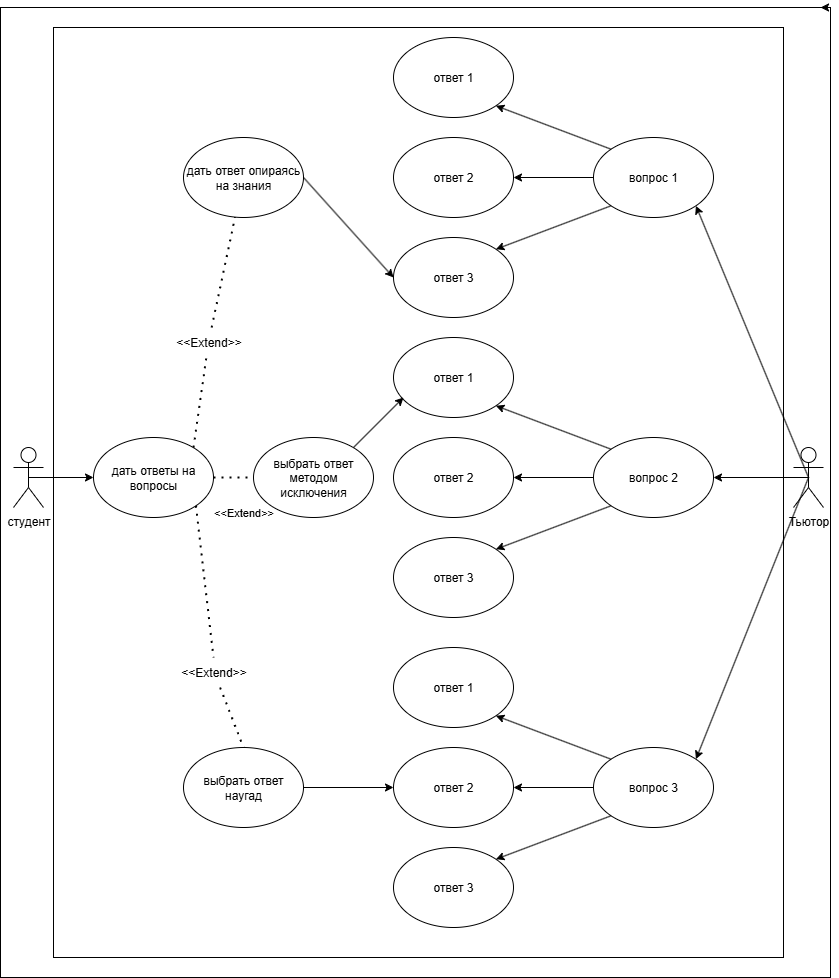 ответ 1
дать ответ опираясь
на знания
ответ 2
вопрос 1
ответ 3
<<Extend>>
ответ 1
дать ответы на
вопросы
выбрать ответ
методом
исключения
ответ 2
вопрос 2
<<Extend>>
студент
Тьютор
ответ 3
<<Extend>>
ответ 1
выбрать ответ
наугад
ответ 2
вопрос 3
ответ 3